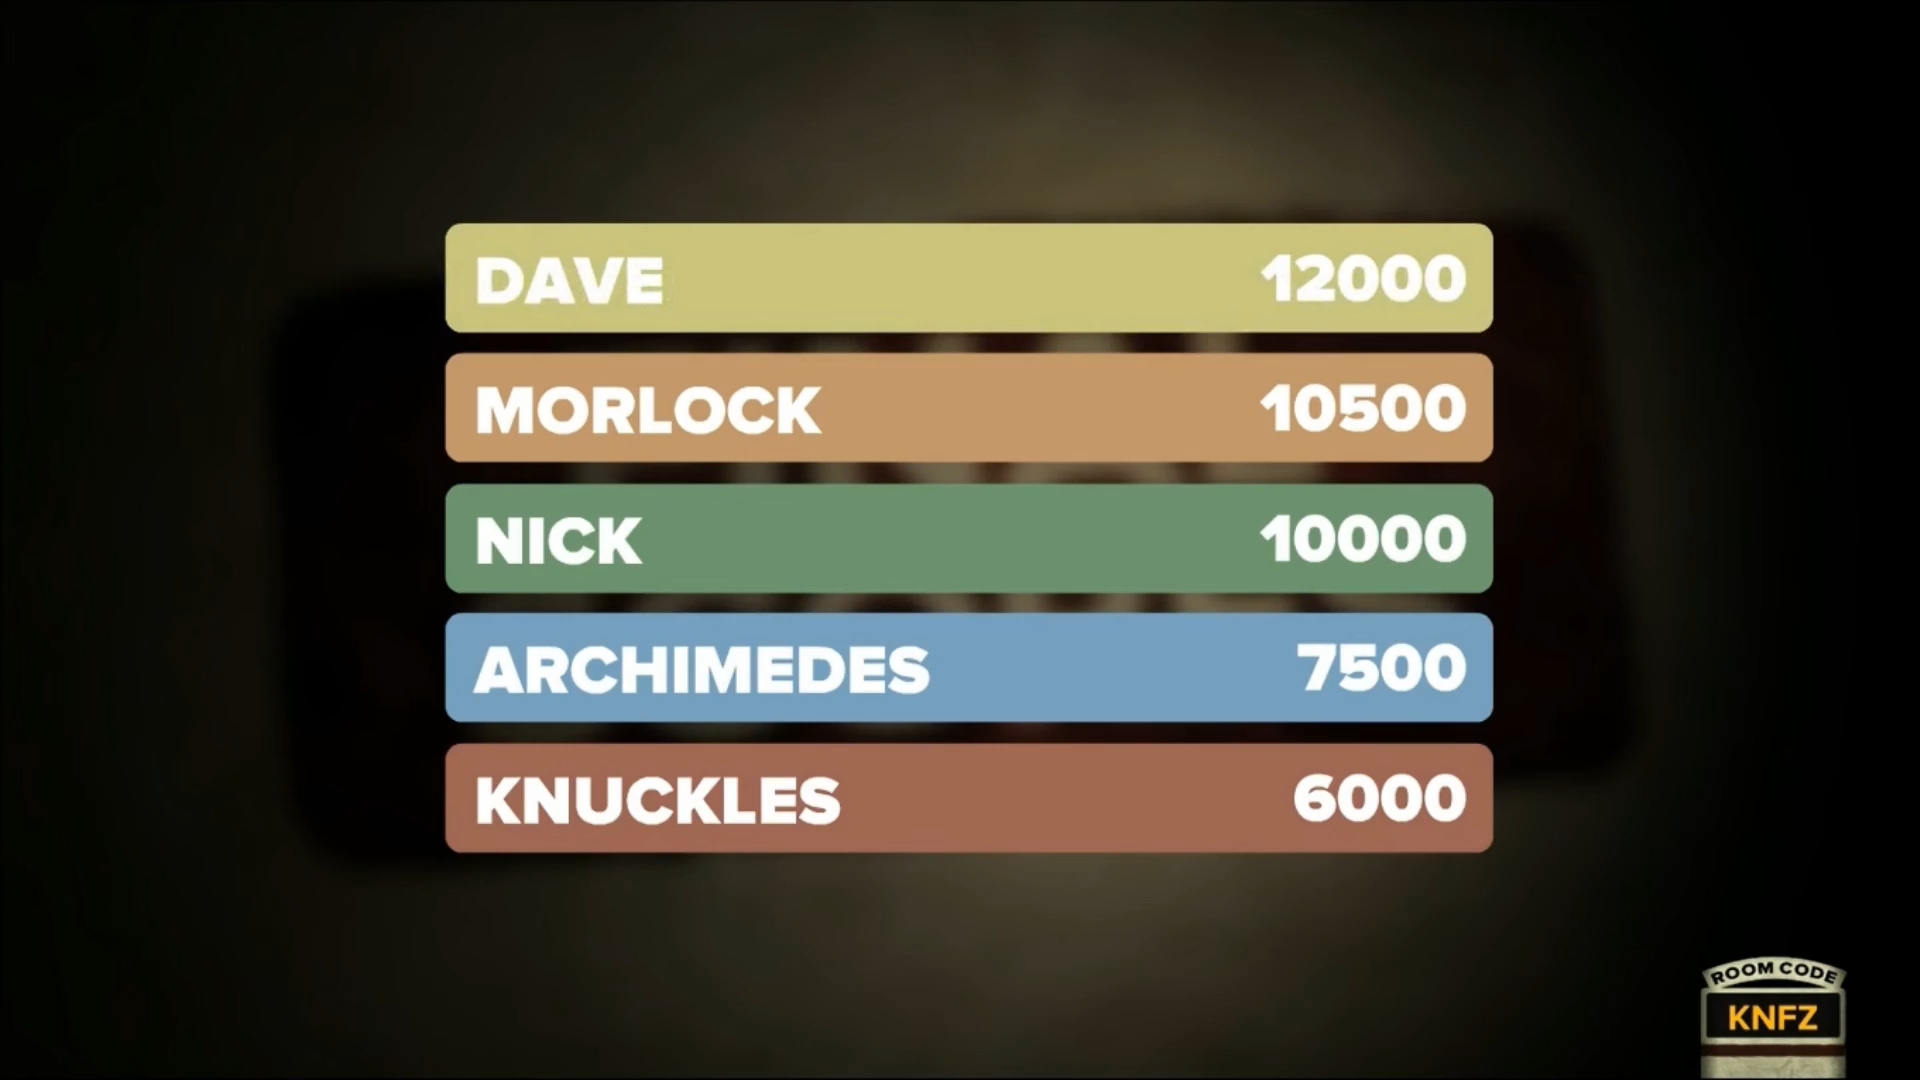 DAVE 12000
MORLOCK 10500
NICK 10000
ARCHIMEDES 7500
KNUCKLES 6000
ROOM CODE
KNFZ